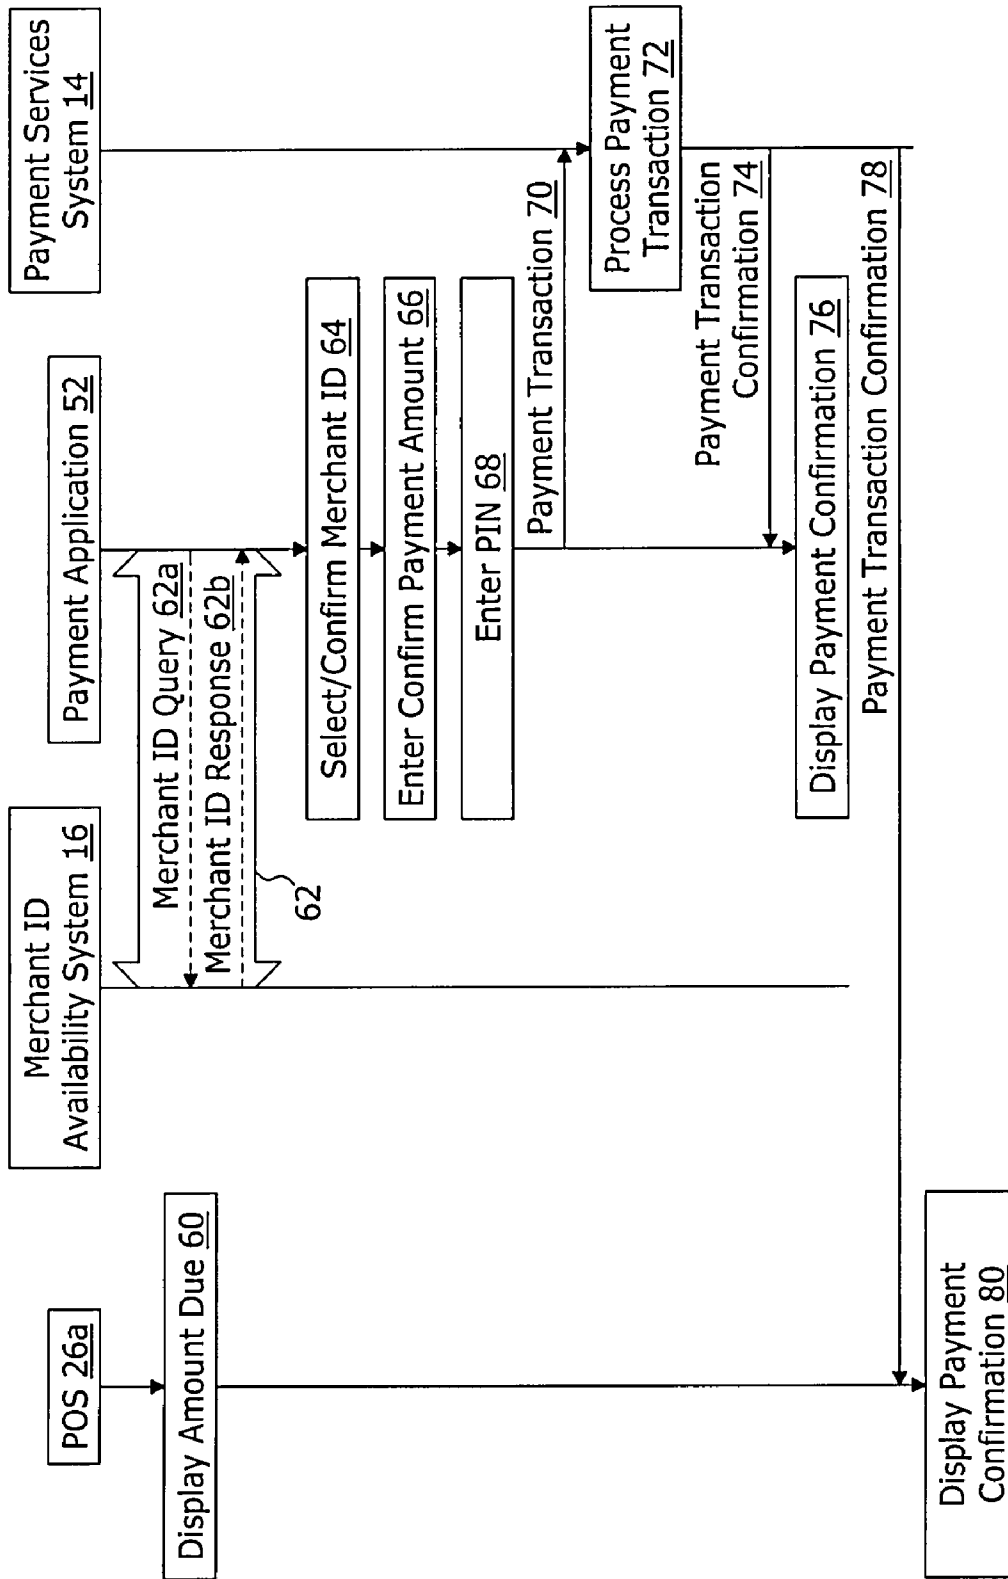 POS 26a
Merchant ID
Availability System 16
Payment Application 52
Payment Services
System 14
Display Amount Due 60
Merchant ID Query 62a
Merchant ID Response 62b
62
Select/Confirm Merchant ID 64
Enter Confirm Payment Amount 66
Enter PIN 68
Payment Transaction 70
Process Payment
Transaction 72
Payment Transaction
Confirmation 74
Display Payment Confirmation 76
Payment Transaction Confirmation 78
Display Payment
Confirmation 80